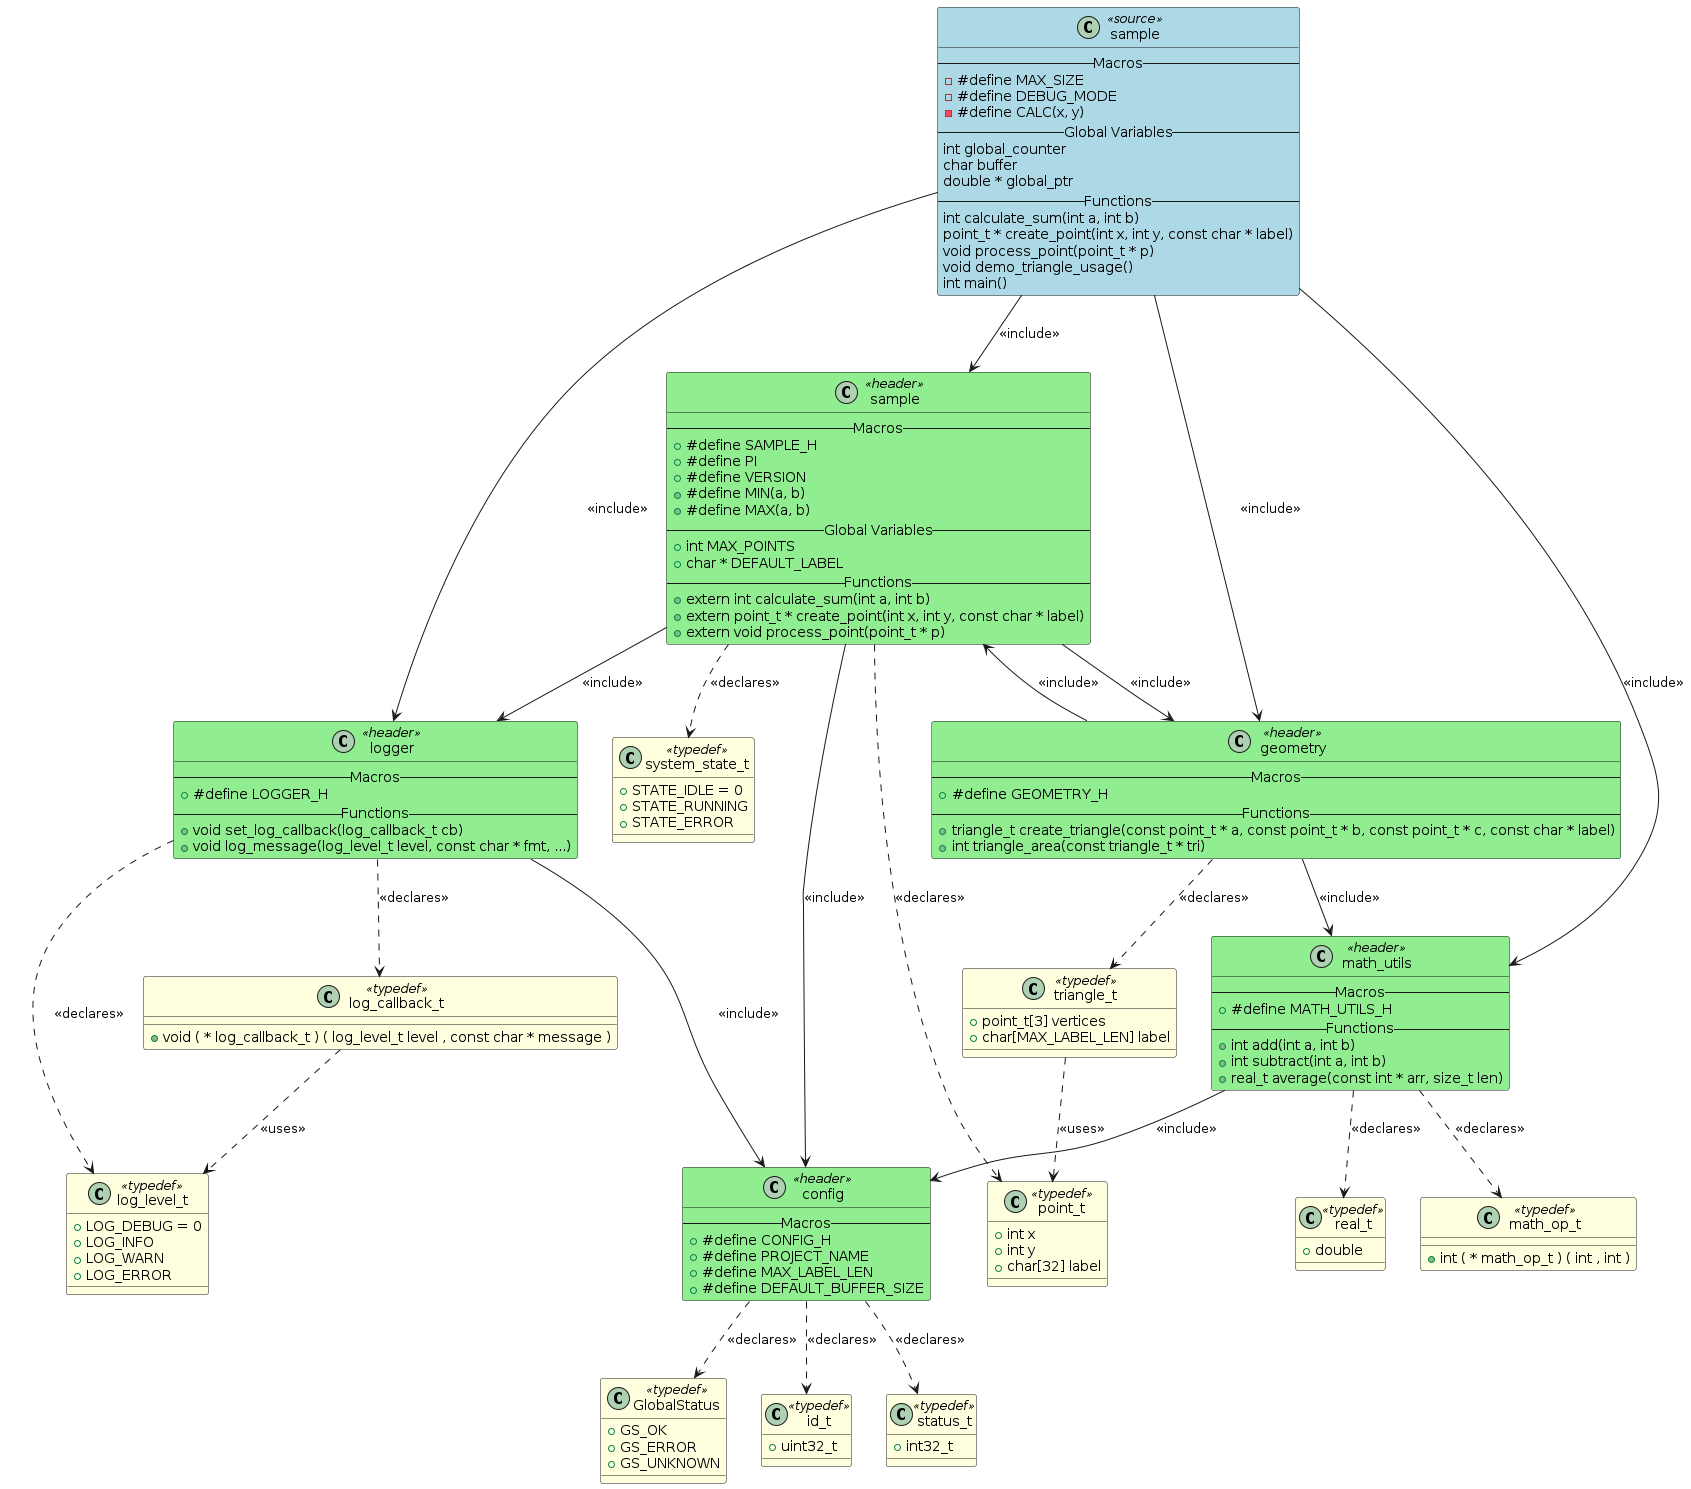 C «source»
sample
Macros
#define MAX_SIZE
#define DEBUG_MODE
#define CALC(x, y)
Global Variables
int global_counter
char buffer
double * global_ptr
Functions
int calculate_sum(int a, int b)
point_t * create_point(int x, int y, const char * label)
void process_point(point_t * p)
void demo_triangle_usage()
int main()
«include»
C «header»
sample
Macros
#define SAMPLE_H
#define PI
#define VERSION
#define MIN(a, b)
#define MAX(a, b)
Global Variables
int MAX_POINTS
char * DEFAULT_LABEL
Functions
extern int calculate_sum(int a, int b)
extern point_t * create_point(int x, int y, const char * label)
extern void process_point(point_t * p)
«include»
«include»
«include»
«declares»
«include»
«include»
«include»
C «header»
logger
Macros
#define LOGGER_H
Functions
void set_log_callback(log_callback_t cb)
void log_message(log_level_t level, const char * fmt, ...)
C «typedef»
system_state_t
STATE_IDLE = 0
STATE_RUNNING
STATE_ERROR
C «header»
geometry
Macros
#define GEOMETRY_H
Functions
triangle_t create_triangle(const point_t * a, const point_t * b, const point_t * c, const char * label)
int triangle_area(const triangle_t * tri)
«declares»
«include»
«declares»
«declares»
«include»
C «typedef»
log_callback_t
void ( * log_callback_t ) ( log_level_t level , const char * message )
C «typedef»
triangle_t
point_t[3] vertices
char[MAX_LABEL_LEN] label
C «header»
math_utils
Macros
#define MATH_UTILS_H
Functions
int add(int a, int b)
int subtract(int a, int b)
real_t average(const int * arr, size_t len)
«declares»
«include»
«uses»
«uses»
«include»
«declares»
«declares»
C «typedef»
log_level_t
LOG_DEBUG = 0
LOG_INFO
LOG_WARN
LOG_ERROR
C «header»
config
Macros
#define CONFIG_H
#define PROJECT_NAME
#define MAX_LABEL_LEN
#define DEFAULT_BUFFER_SIZE
C «typedef»
point_t
int x
int y
char[32] label
C «typedef»
real_t
double
C «typedef»
math_op_t
int ( * math_op_t ) ( int , int )
«declares»
«declares»
«declares»
C «typedef»
GlobalStatus
GS_OK
GS_ERROR
GS_UNKNOWN
C «typedef»
id_t
uint32_t
C «typedef»
status_t
int32_t